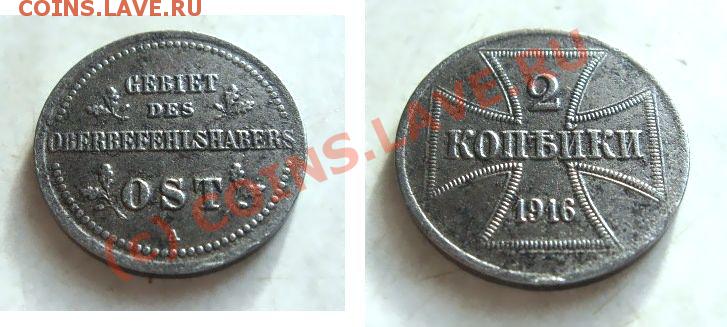 COINS.LAVE.RU
GEBIET
DES
OBERBEFEHLSHABERS
OST
A
2
КОПѢЙКИ
1916
(c) COINS.LAVE.RU